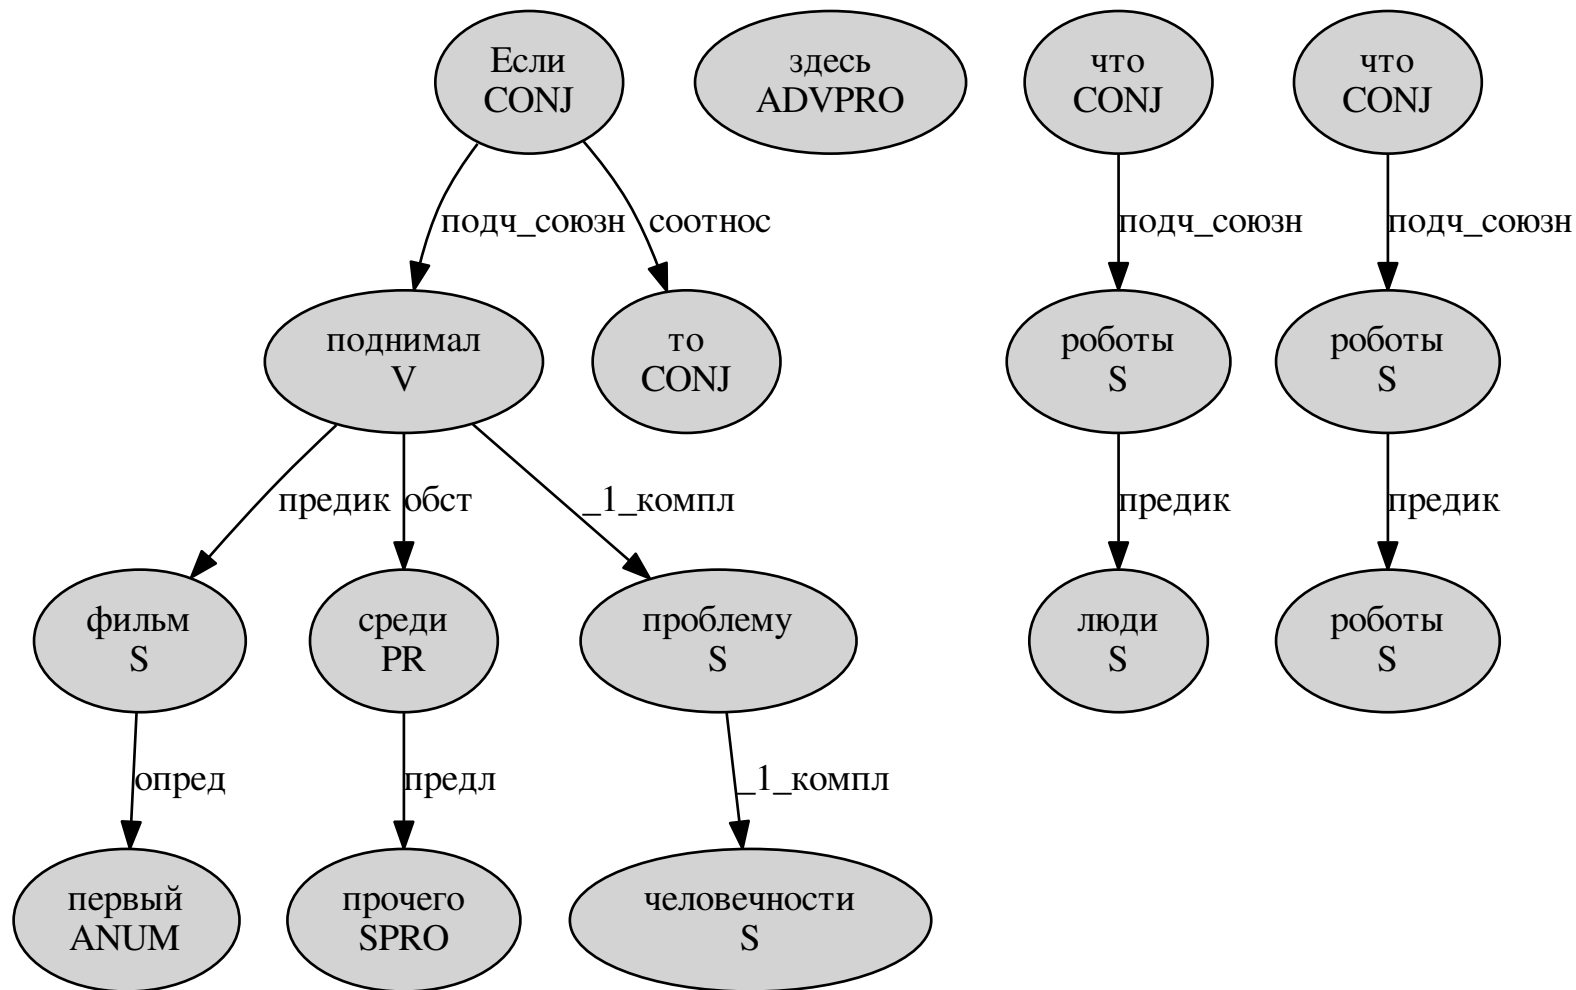 Если
CONJ
здесь
ADVPRO
что
CONJ
что
CONJ
подч_союзн
соотнос
подч_союзн
подч_союзн
поднимал
V
то
CONJ
роботы
S
роботы
S
предик
обст
_1_компл
предик
предик
фильм
S
среди
PR
проблему
S
люди
S
роботы
S
опред
предл
_1_компл
первый
ANUM
прочего
SPRO
человечности
S